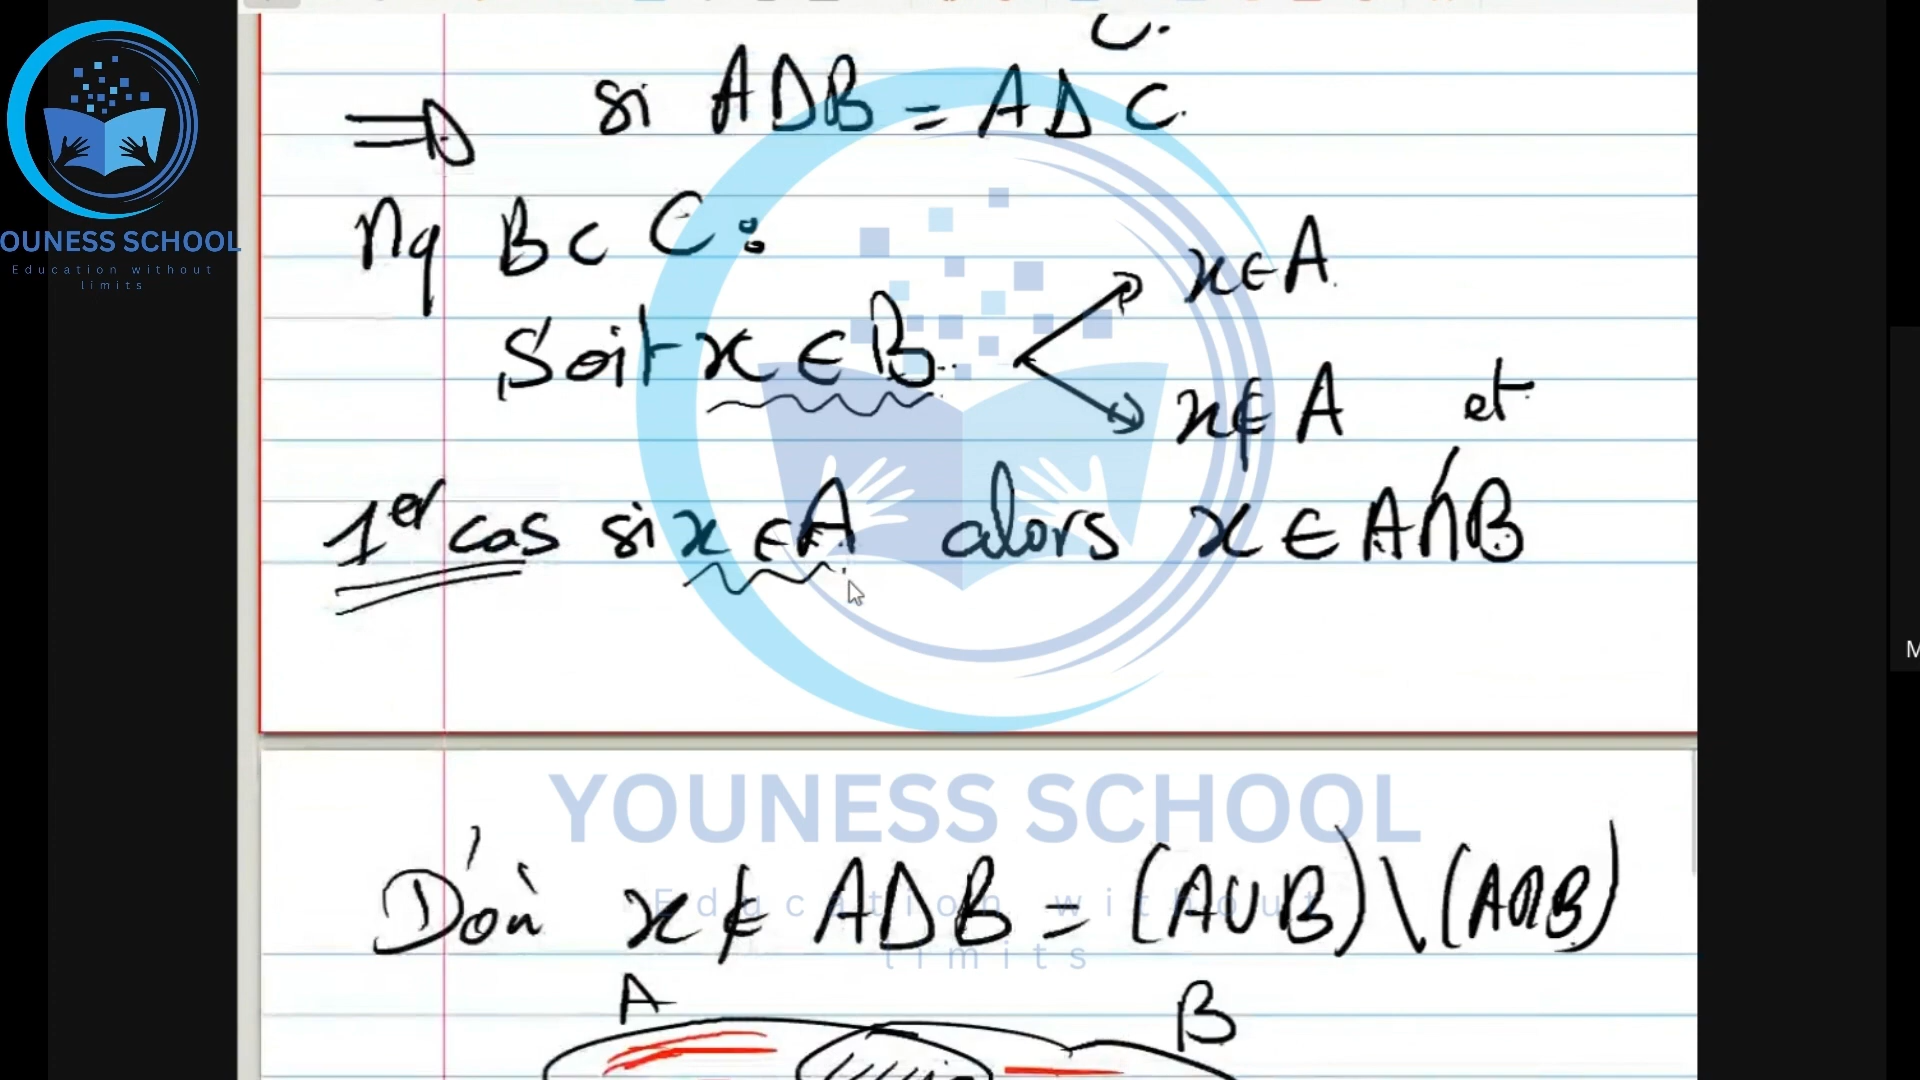 C.
⇒ si AΔB = AΔC.
Mq B⊂C :
x∈A.
Soit x∈B..
x∉A et
1er cas si x∈A alors x∈A∩B
D'où x∉AΔB = (A∪B)\(A∩B)
A B
OUNESS SCHOOL
Education without
limits
YOUNESS SCHOOL
Education without
limits
M